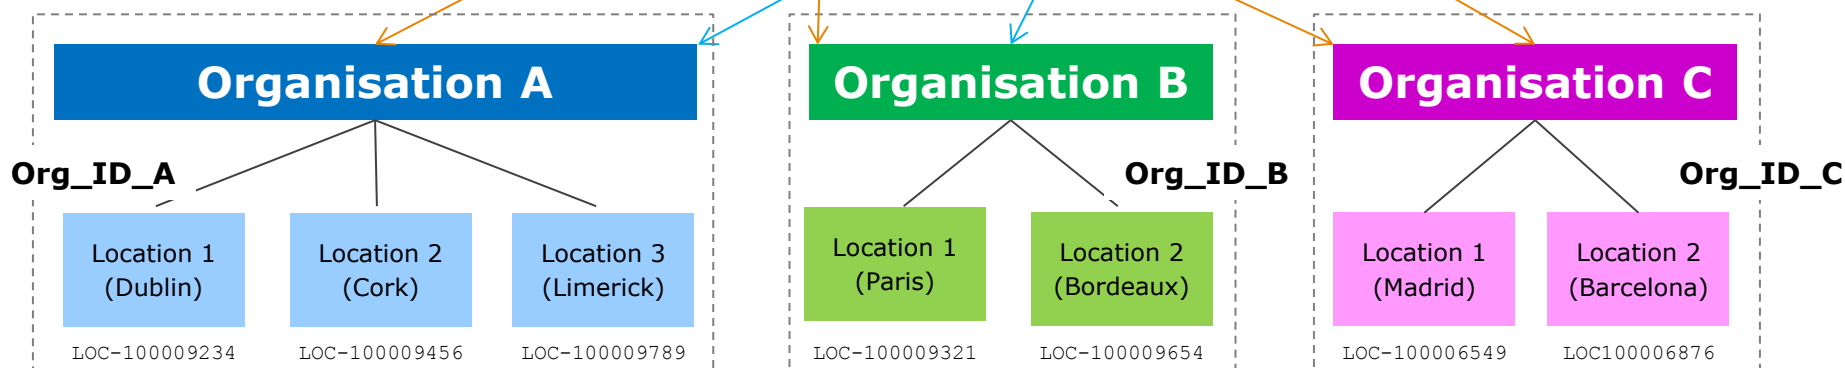 Organisation A
Organisation B
Organisation C
Org_ID_A
Org_ID_B
Org_ID_C
Location 1
(Dublin)
Location 2
(Cork)
Location 3
(Limerick)
Location 1
(Paris)
Location 2
(Bordeaux)
Location 1
(Madrid)
Location 2
(Barcelona)
LOC-100009234
LOC-100009456
LOC-100009789
LOC-100009321
LOC-100009654
LOC-100006549
LOC100006876